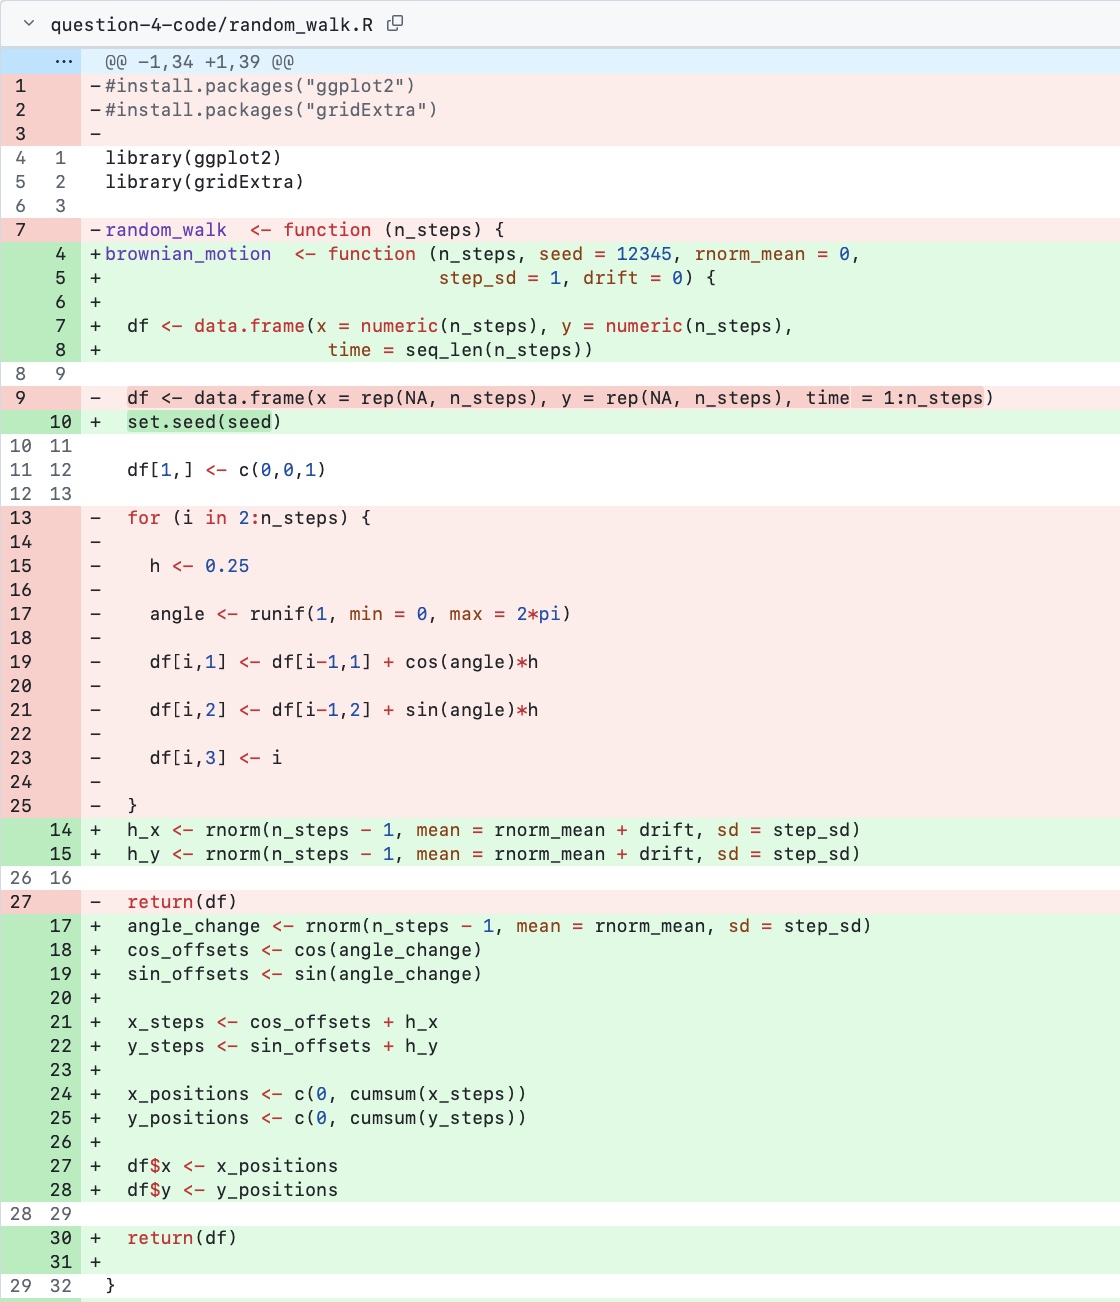 question-4-code/random_walk.R
... @@ -1,34 +1,39 @@
1 -#install.packages("ggplot2")
2 -#install.packages("gridExtra")
3 -
4 1 library(ggplot2)
5 2 library(gridExtra)
6 3
7 -random_walk  <- function (n_steps) {
4 +brownian_motion  <- function (n_steps, seed = 12345, rnorm_mean = 0,
5 +                              step_sd = 1, drift = 0) {
6 +
7 +  df <- data.frame(x = numeric(n_steps), y = numeric(n_steps),
8 +                    time = seq_len(n_steps))
8 9
9 -  df <- data.frame(x = rep(NA, n_steps), y = rep(NA, n_steps), time = 1:n_steps)
10 +  set.seed(seed)
10 11
11 12   df[1,] <- c(0,0,1)
12 13
13 -  for (i in 2:n_steps) {
14 -
15 -    h <- 0.25
16 -
17 -    angle <- runif(1, min = 0, max = 2*pi)
18 -
19 -    df[i,1] <- df[i-1,1] + cos(angle)*h
20 -
21 -    df[i,2] <- df[i-1,2] + sin(angle)*h
22 -
23 -    df[i,3] <- i
24 -
25 -  }
14 +  h_x <- rnorm(n_steps - 1, mean = rnorm_mean + drift, sd = step_sd)
15 +  h_y <- rnorm(n_steps - 1, mean = rnorm_mean + drift, sd = step_sd)
26 16
27 -  return(df)
17 +  angle_change <- rnorm(n_steps - 1, mean = rnorm_mean, sd = step_sd)
18 +  cos_offsets <- cos(angle_change)
19 +  sin_offsets <- sin(angle_change)
20 +
21 +  x_steps <- cos_offsets + h_x
22 +  y_steps <- sin_offsets + h_y
23 +
24 +  x_positions <- c(0, cumsum(x_steps))
25 +  y_positions <- c(0, cumsum(y_steps))
26 +
27 +  df$x <- x_positions
28 +  df$y <- y_positions
28 29
30 +  return(df)
31 +
29 32 }